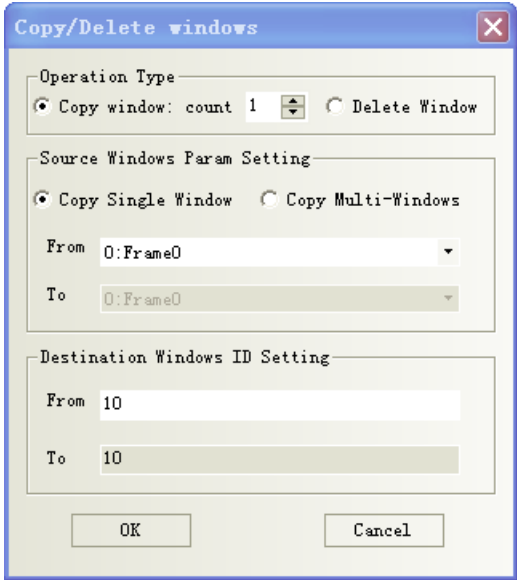 Copy/Delete windows
Operation Type
Copy window: count 1 Delete Window
Source Windows Param Setting
Copy Single Window Copy Multi-Windows
From 0:Frame0
To 0:Frame0
Destination Windows ID Setting
From 10
To 10
OK Cancel